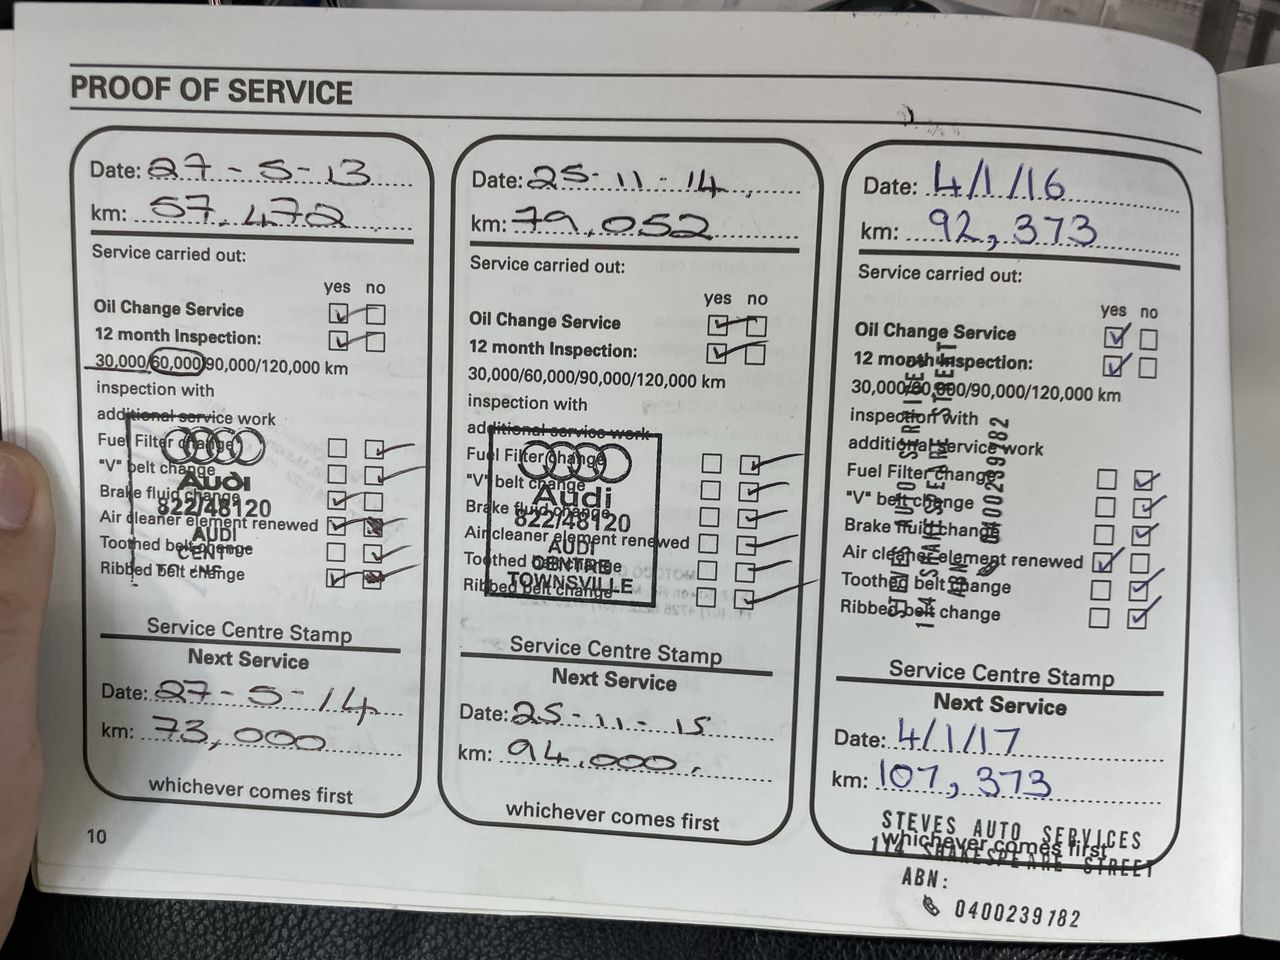 PROOF OF SERVICE
Date: 27-5-13
km: 57,472
Service carried out:
yes no
Oil Change Service
12 month Inspection:
30,000/60,000/90,000/120,000 km
inspection with
additional service work
Fuel Filter change
"V" belt change
Brake fluid change
Air cleaner element renewed
Toothed belt change
Ribbed belt change
Audi
822/48120
AUDI
Service Centre Stamp
Next Service
Date: 27-5-14
km: 73,000
whichever comes first
10
Date: 25-11-14
km: 79,052
Service carried out:
yes no
Oil Change Service
12 month Inspection:
30,000/60,000/90,000/120,000 km
inspection with
additional service work
Fuel Filter change
"V" belt change
Brake fluid change
Air cleaner element renewed
Toothed belt change
Ribbed belt change
Audi
822/48120
AUDI
CENTRE
TOWNSVILLE
Service Centre Stamp
Next Service
Date: 25-11-15
km: 94,000
whichever comes first
Date: 4/1/16
km: 92,373
Service carried out:
yes no
Oil Change Service
12 month Inspection:
30,000/60,000/90,000/120,000 km
inspection with
additional service work
Fuel Filter change
"V" belt change
Brake fluid change
Air cleaner element renewed
Toothed belt change
Ribbed belt change
STEVES AUTO SERVICES
114 SHAKESPEARE STREET
ABN:
0400239782
Service Centre Stamp
Next Service
Date: 4/1/17
km: 107,373
whichever comes first
STEVES AUTO SERVICES
114 SHAKESPEARE STREET
ABN:
0400239782